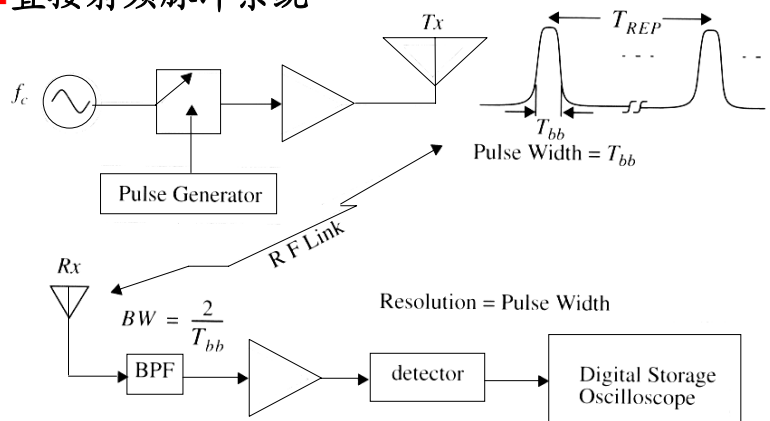 直接射频脉冲系统
Tx
T_REP
f_c
T_bb
Pulse Width = T_bb
Pulse Generator
R F Link
Rx
Resolution = Pulse Width
BW = 2/T_bb
BPF
detector
Digital Storage
Oscilloscope